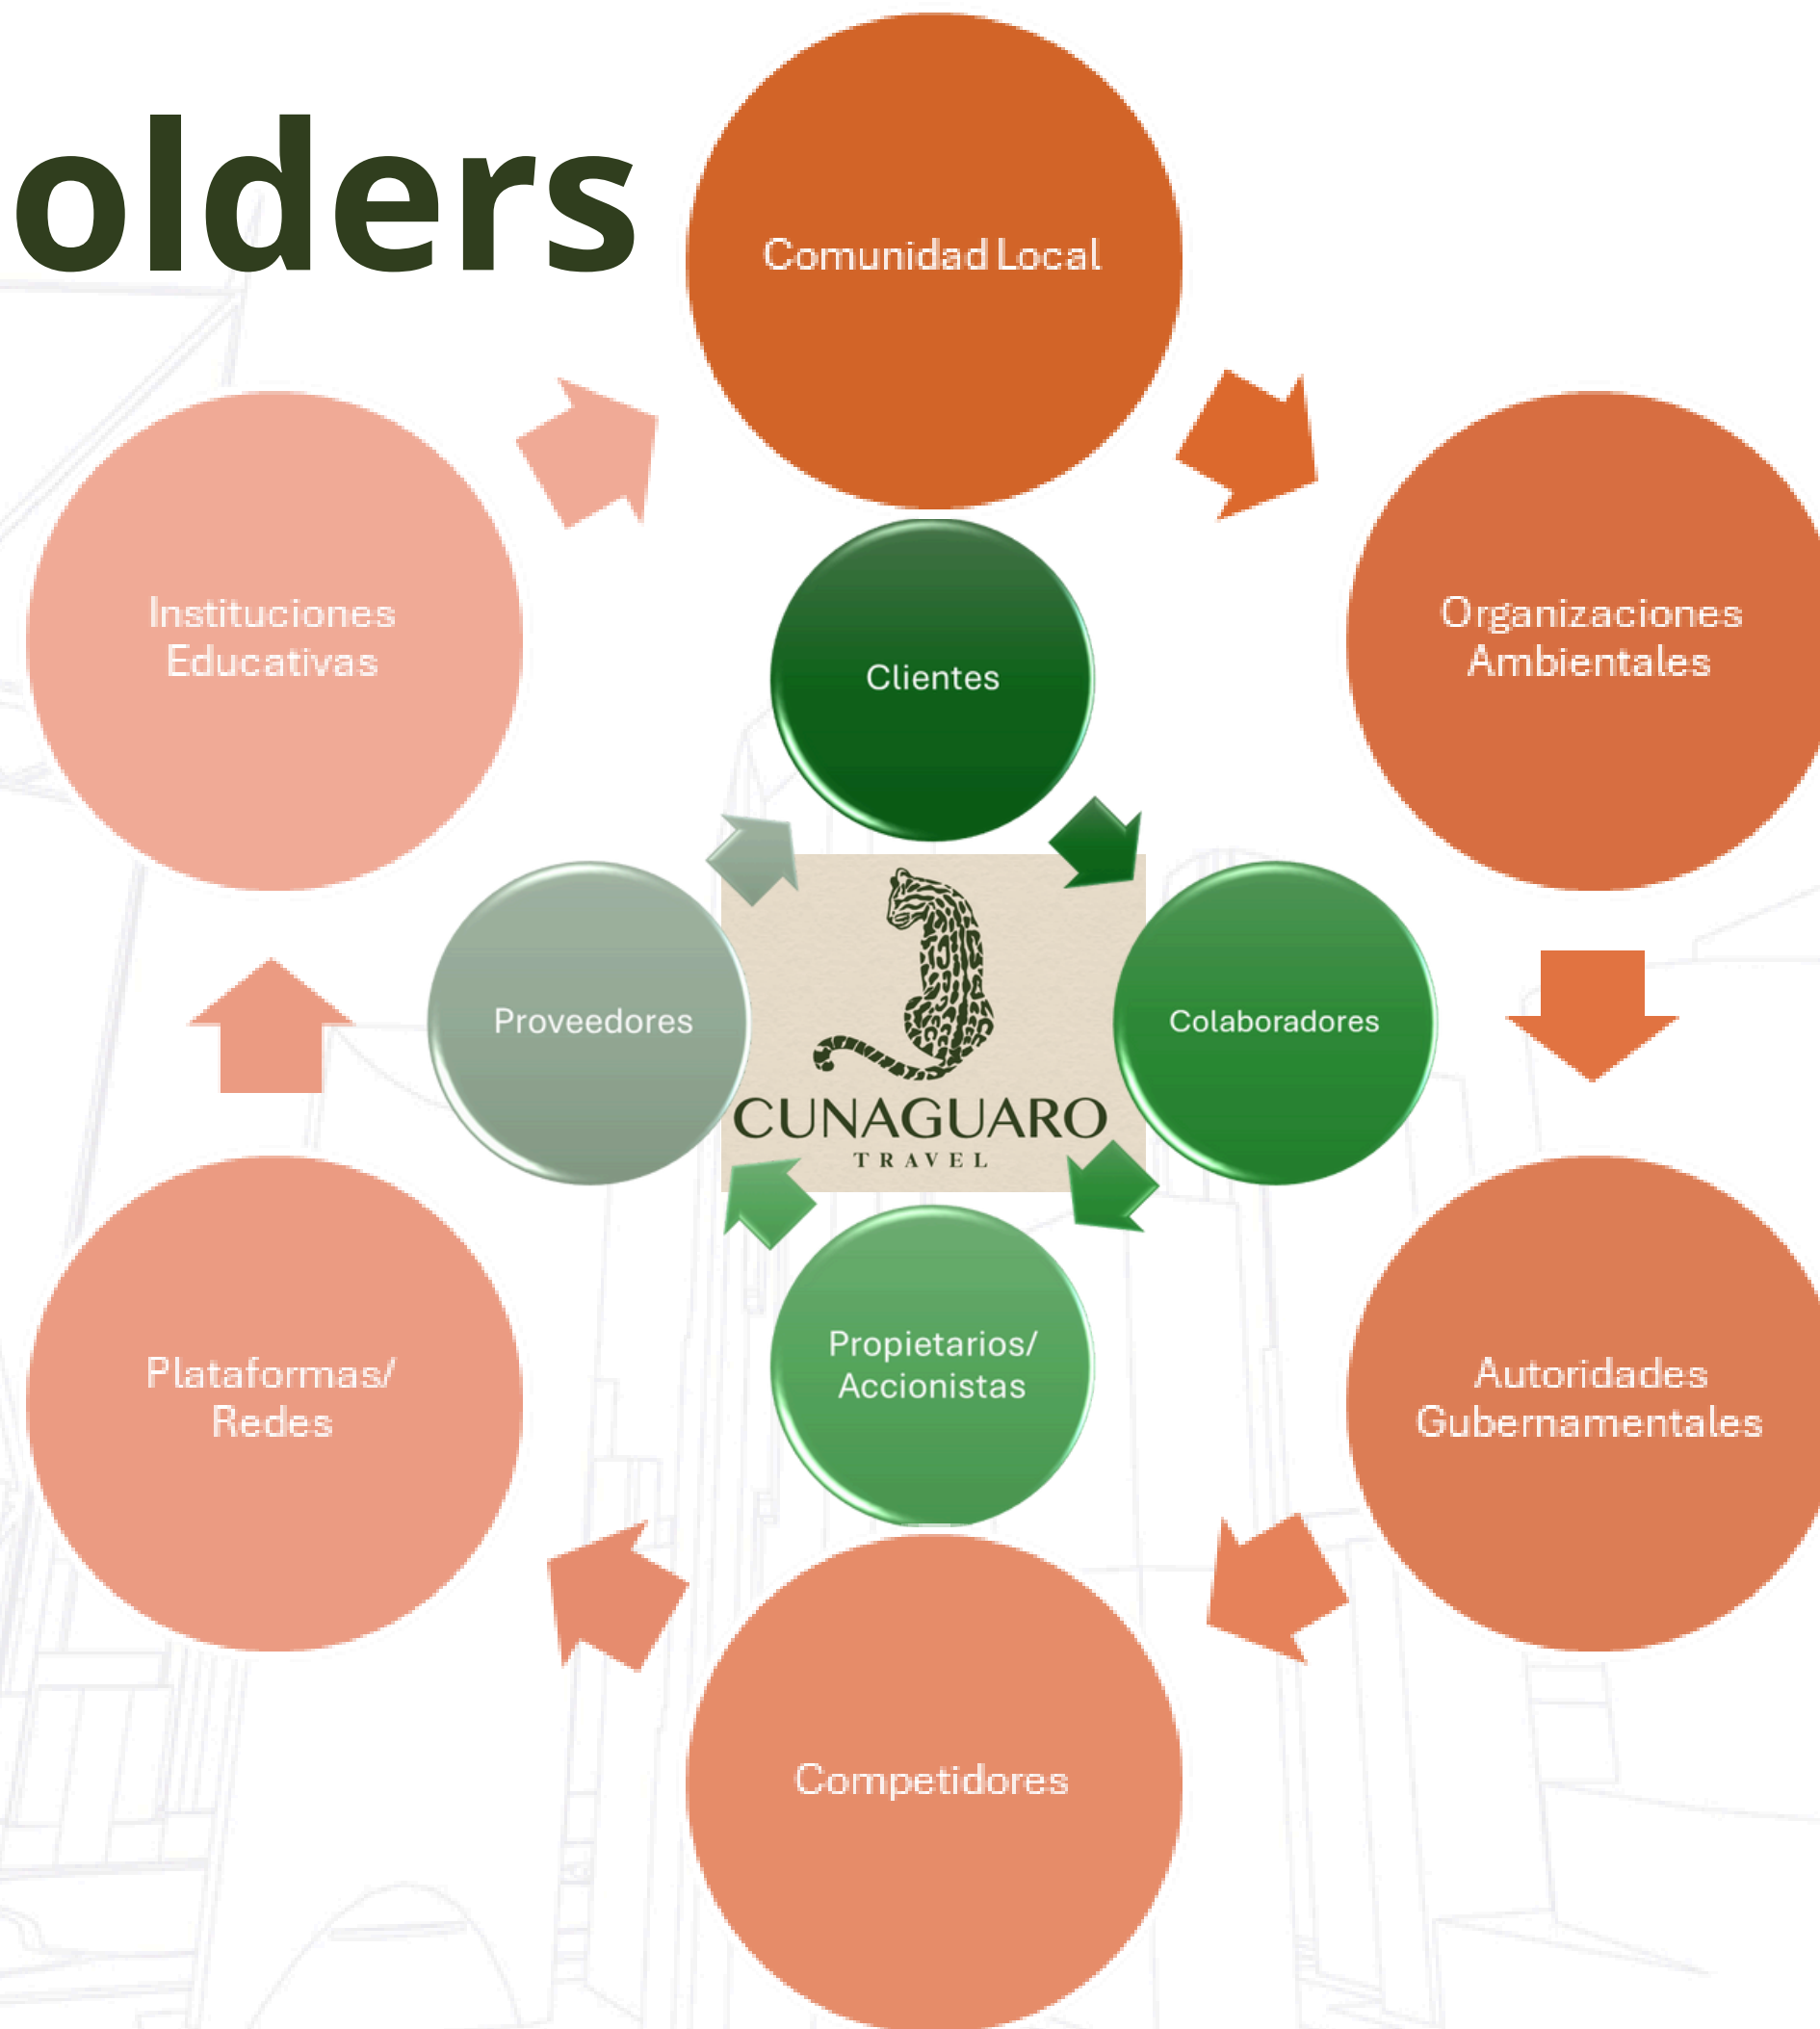 olders
Comunidad Local
Instituciones
Educativas
Organizaciones
Ambientales
Clientes
Proveedores
Colaboradores
CUNAGUARO
TRAVEL
Propietarios/
Accionistas
Plataformas/
Redes
Autoridades
Gubernamentales
Competidores